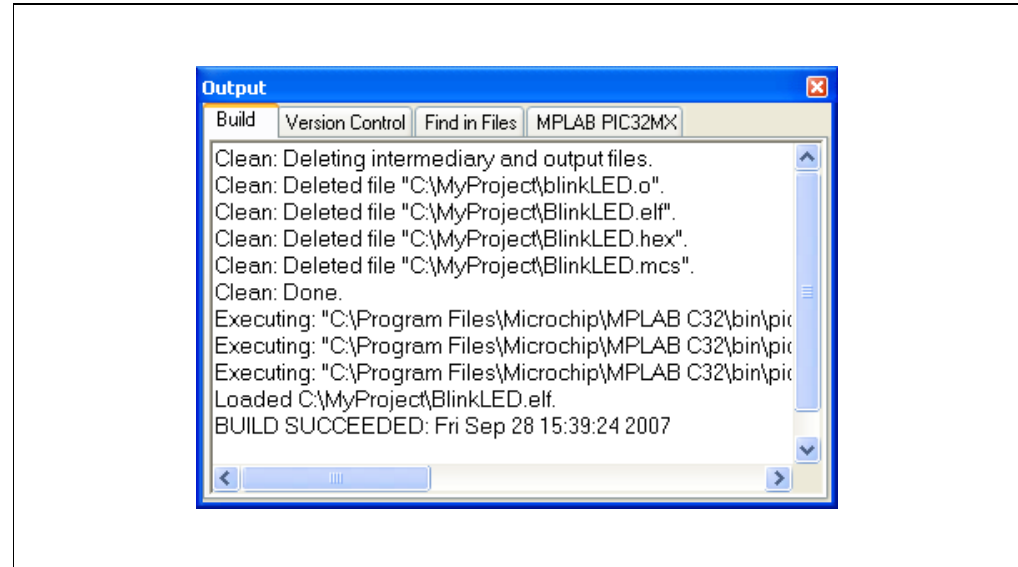 Output
Build Version Control Find in Files MPLAB PIC32MX
Clean: Deleting intermediary and output files.
Clean: Deleted file "C:\MyProject\blinkLED.o".
Clean: Deleted file "C:\MyProject\BlinkLED.elf".
Clean: Deleted file "C:\MyProject\BlinkLED.hex".
Clean: Deleted file "C:\MyProject\BlinkLED.mcs".
Clean: Done.
Executing: "C:\Program Files\Microchip\MPLAB C32\bin\pic
Executing: "C:\Program Files\Microchip\MPLAB C32\bin\pic
Executing: "C:\Program Files\Microchip\MPLAB C32\bin\pic
Loaded C:\MyProject\BlinkLED.elf.
BUILD SUCCEEDED: Fri Sep 28 15:39:24 2007